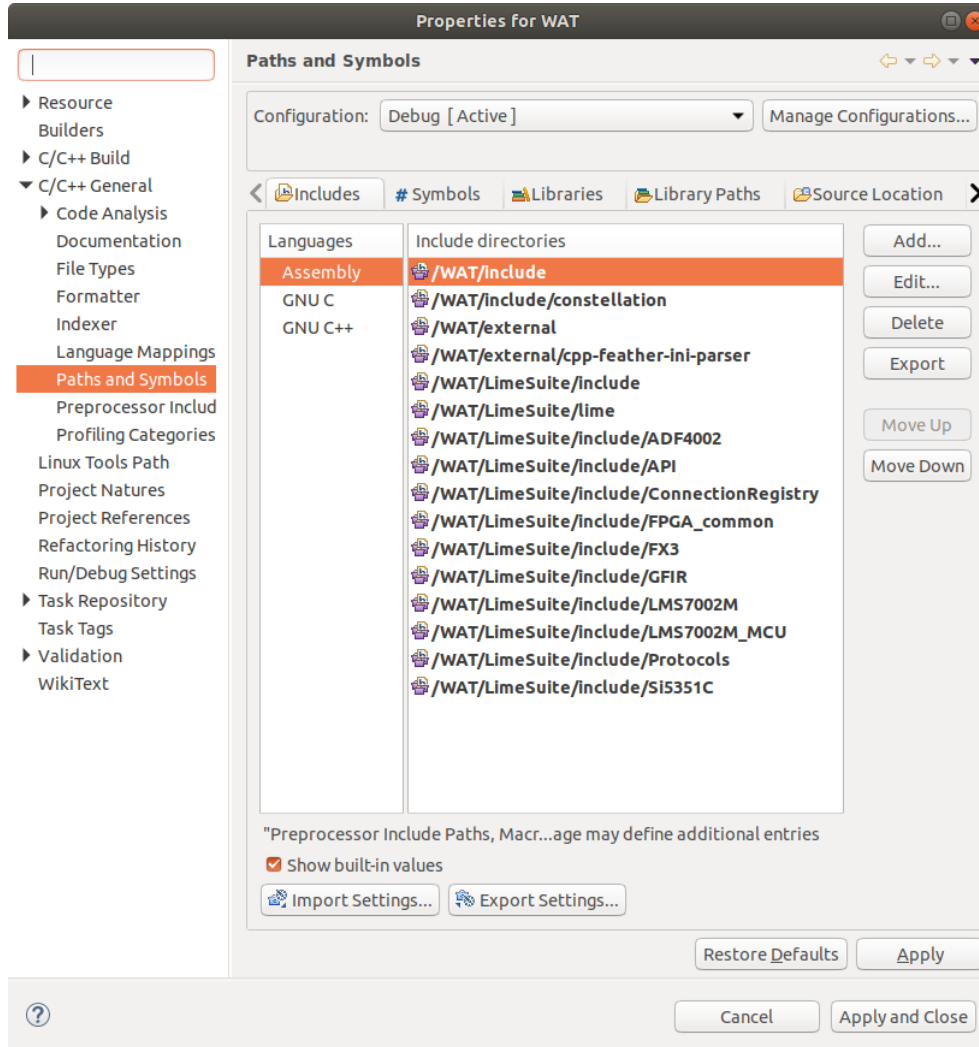 Properties for WAT
Paths and Symbols
Resource
Builders
C/C++ Build
C/C++ General
Code Analysis
Documentation
File Types
Formatter
Indexer
Language Mappings
Paths and Symbols
Preprocessor Includ
Profiling Categories
Linux Tools Path
Project Natures
Project References
Refactoring History
Run/Debug Settings
Task Repository
Task Tags
Validation
WikiText
Configuration: Debug [ Active ] Manage Configurations...
Includes # Symbols Libraries Library Paths Source Location
Languages Include directories
Assembly
GNU C
GNU C++
/WAT/include
/WAT/include/constellation
/WAT/external
/WAT/external/cpp-feather-ini-parser
/WAT/LimeSuite/include
/WAT/LimeSuite/lime
/WAT/LimeSuite/include/ADF4002
/WAT/LimeSuite/include/API
/WAT/LimeSuite/include/ConnectionRegistry
/WAT/LimeSuite/include/FPGA_common
/WAT/LimeSuite/include/FX3
/WAT/LimeSuite/include/GFIR
/WAT/LimeSuite/include/LMS7002M
/WAT/LimeSuite/include/LMS7002M_MCU
/WAT/LimeSuite/include/Protocols
/WAT/LimeSuite/include/Si5351C
Add...
Edit...
Delete
Export
Move Up
Move Down
"Preprocessor Include Paths, Macr...age may define additional entries
Show built-in values
Import Settings... Export Settings...
Restore Defaults Apply
? Cancel Apply and Close